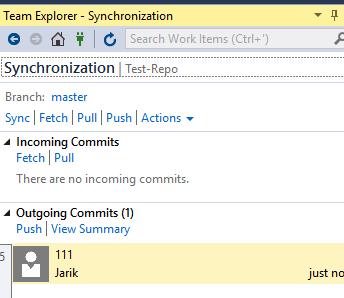 Team Explorer - Synchronization
Search Work Items (Ctrl+')
Synchronization | Test-Repo
Branch: master
Sync | Fetch | Pull | Push | Actions
Incoming Commits
Fetch | Pull
There are no incoming commits.
Outgoing Commits (1)
Push | View Summary
5
111
Jarik just no